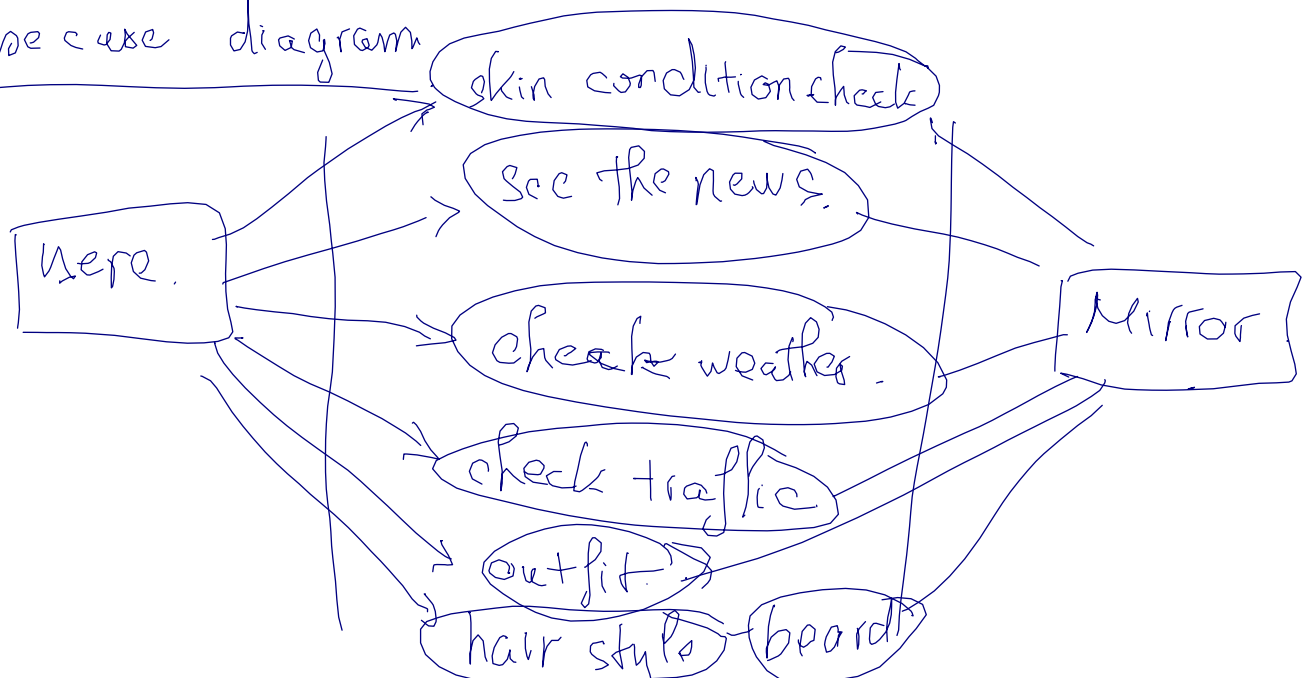 se case diagram
skin condition check
see the news.
usere.
check weather.
Mirror
check traffic
outfit
hair style
beard